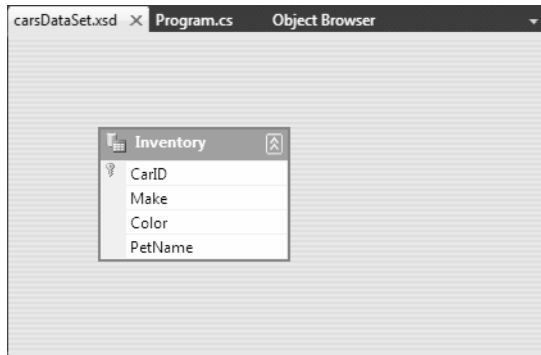 carsDataSet.xsd Program.cs Object Browser
Inventory
CarID
Make
Color
PetName